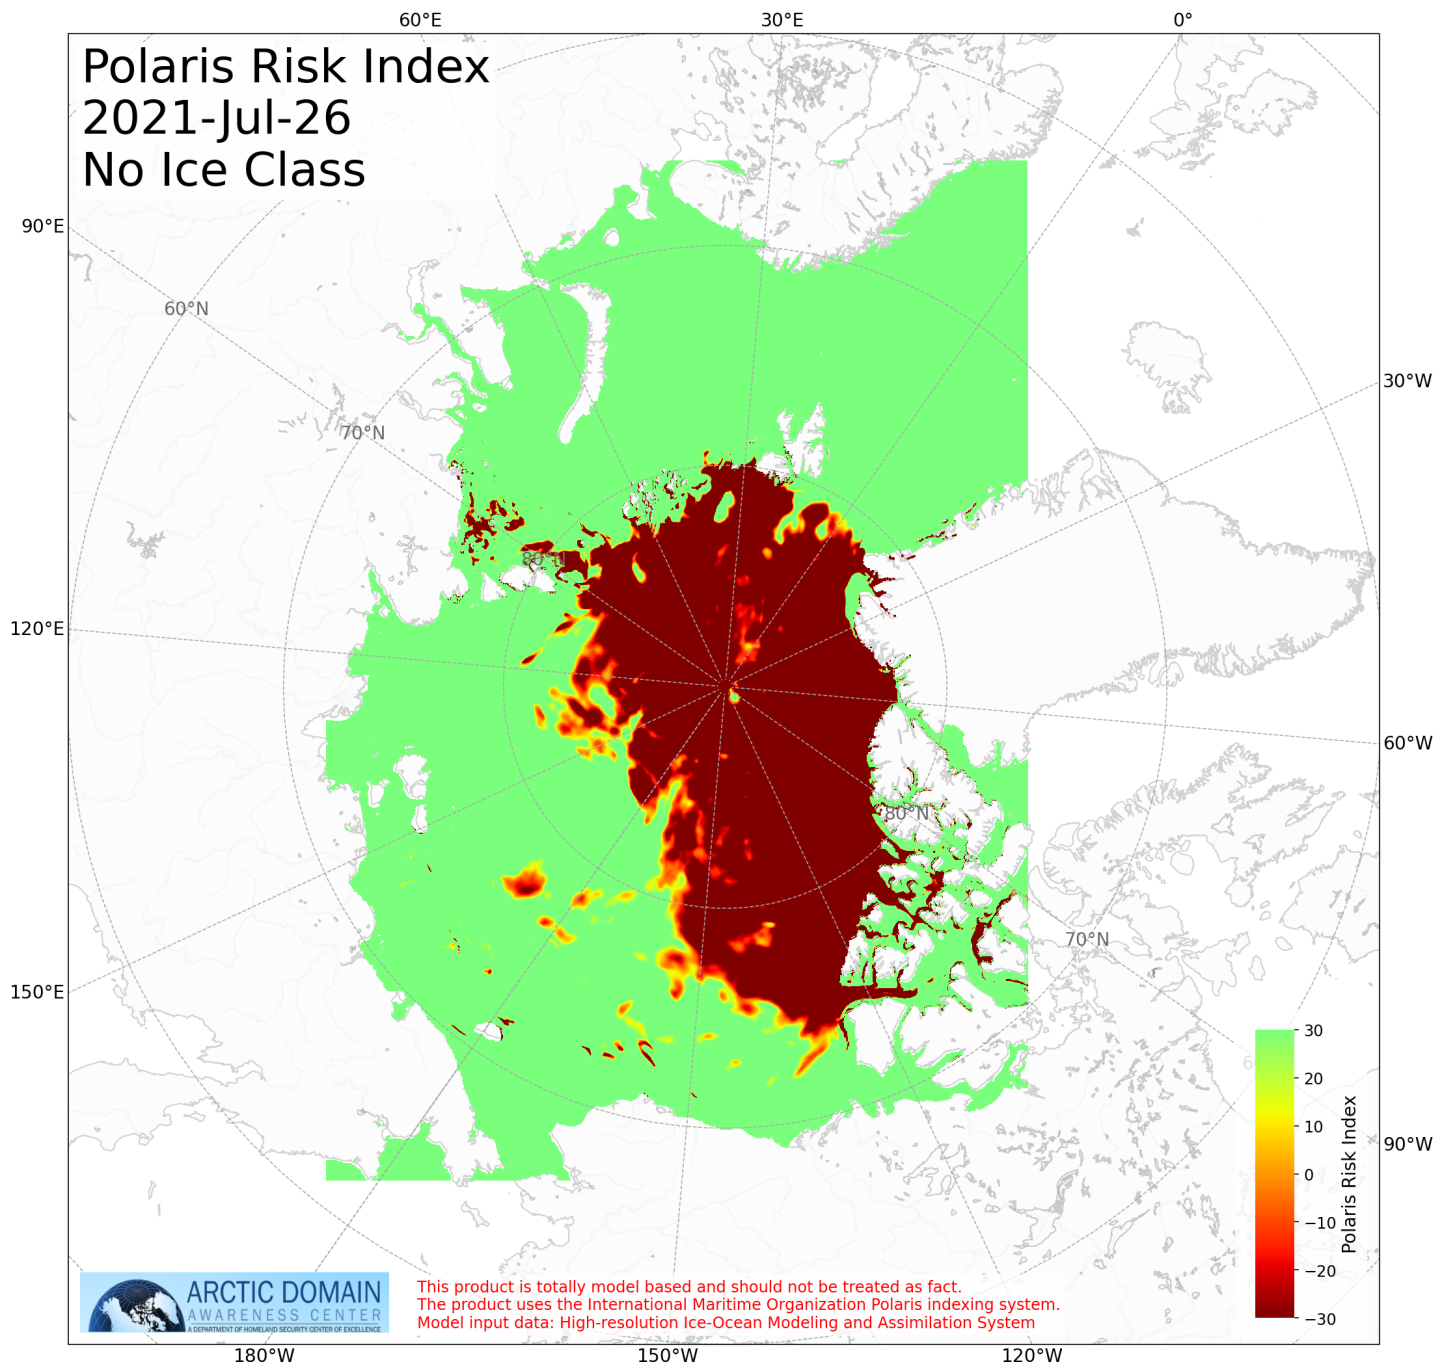 60°E
30°E
0°
Polaris Risk Index
2021-Jul-26
No Ice Class
90°E
60°N
30°W
70°N
80°N
120°E
60°W
80°N
70°N
150°E
30
20
10
0
−10
−20
−30
Polaris Risk Index
90°W
ARCTIC DOMAIN
AWARENESS CENTER
A DEPARTMENT OF HOMELAND SECURITY CENTER OF EXCELLENCE
This product is totally model based and should not be treated as fact.
The product uses the International Maritime Organization Polaris indexing system.
Model input data: High-resolution Ice-Ocean Modeling and Assimilation System
180°W
150°W
120°W